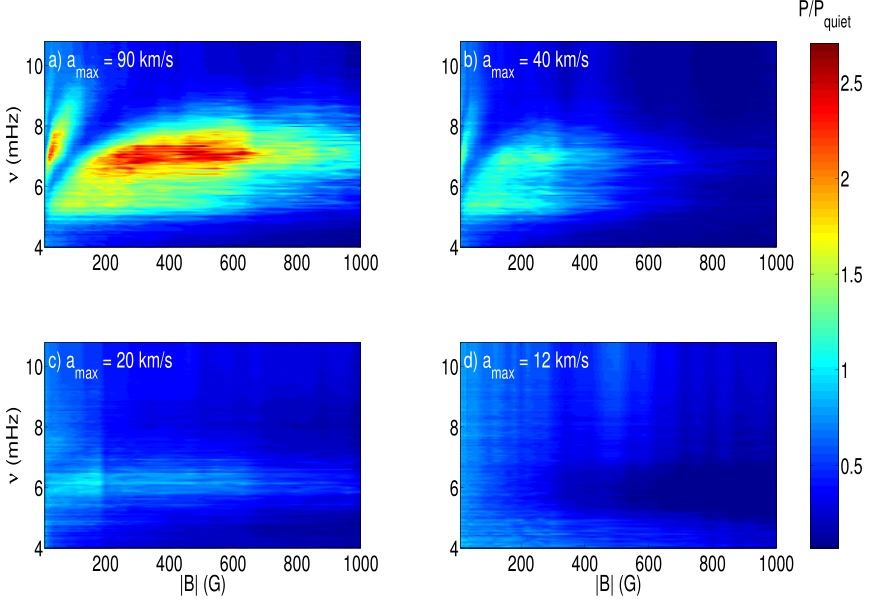 P/P_quiet
a) a_max = 90 km/s
b) a_max = 40 km/s
ν (mHz)
10
8
6
4
200 400 600 800 1000
10
8
6
4
200 400 600 800 1000
2.5
2
1.5
1
0.5
c) a_max = 20 km/s
d) a_max = 12 km/s
ν (mHz)
10
8
6
4
200 400 600 800 1000
|B| (G)
10
8
6
4
200 400 600 800 1000
|B| (G)